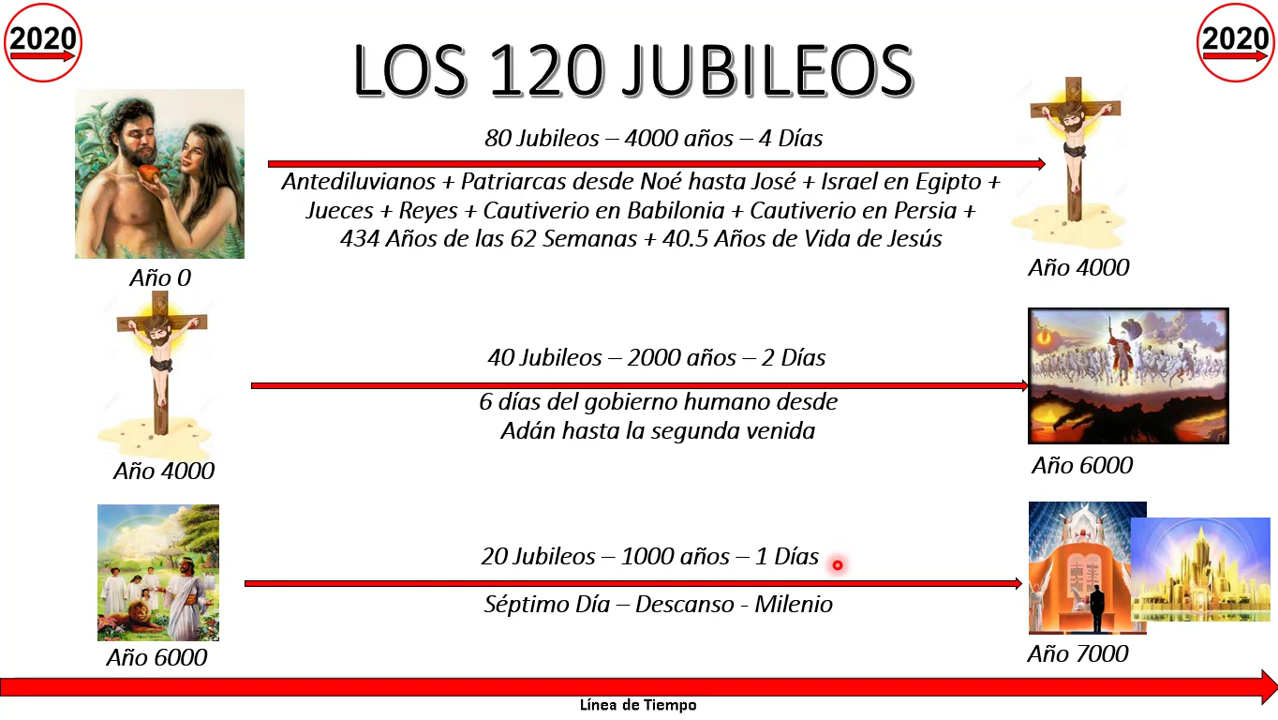 2020
LOS 120 JUBILEOS
2020
80 Jubileos – 4000 años – 4 Días
Antediluvianos + Patriarcas desde Noé hasta José + Israel en Egipto +
Jueces + Reyes + Cautiverio en Babilonia + Cautiverio en Persia +
434 Años de las 62 Semanas + 40.5 Años de Vida de Jesús
Año 0
Año 4000
40 Jubileos – 2000 años – 2 Días
6 días del gobierno humano desde
Adán hasta la segunda venida
Año 4000
Año 6000
20 Jubileos – 1000 años – 1 Días
Séptimo Día – Descanso - Milenio
Año 6000
Año 7000
Línea de Tiempo